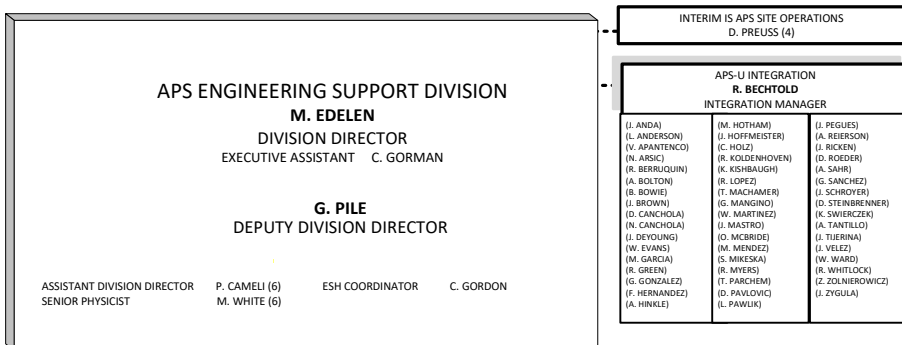 INTERIM IS APS SITE OPERATIONS
D. PREUSS (4)
APS ENGINEERING SUPPORT DIVISION
M. EDELEN
DIVISION DIRECTOR
EXECUTIVE ASSISTANT C. GORMAN
G. PILE
DEPUTY DIVISION DIRECTOR
ASSISTANT DIVISION DIRECTOR P. CAMELI (6) ESH COORDINATOR C. GORDON
SENIOR PHYSICIST M. WHITE (6)
APS-U INTEGRATION
R. BECHTOLD
INTEGRATION MANAGER
(J. ANDA)
(L. ANDERSON)
(V. APANTENCO)
(N. ARSIC)
(R. BERRUQUIN)
(A. BOLTON)
(B. BOWIE)
(J. BROWN)
(D. CANCHOLA)
(N. CANCHOLA)
(J. DEYOUNG)
(W. EVANS)
(M. GARCIA)
(R. GREEN)
(G. GONZALEZ)
(F. HERNANDEZ)
(A. HINKLE)
(M. HOTHAM)
(J. HOFFMEISTER)
(C. HOLZ)
(R. KOLDENHOVEN)
(K. KISHBAUGH)
(R. LOPEZ)
(T. MACHAMER)
(G. MANGINO)
(W. MARTINEZ)
(J. MASTRO)
(O. MCBRIDE)
(M. MENDEZ)
(S. MIKESKA)
(R. MYERS)
(T. PARCHEM)
(D. PAVLOVIC)
(L. PAWLIK)
(J. PEGUES)
(A. REIERSON)
(J. RICKEN)
(D. ROEDER)
(A. SAHR)
(G. SANCHEZ)
(J. SCHROYER)
(D. STEINBRENNER)
(K. SWIERCZEK)
(A. TANTILLO)
(J. TIJERINA)
(J. VELEZ)
(W. WARD)
(R. WHITLOCK)
(Z. ZOLNIEROWICZ)
(J. ZYGULA)